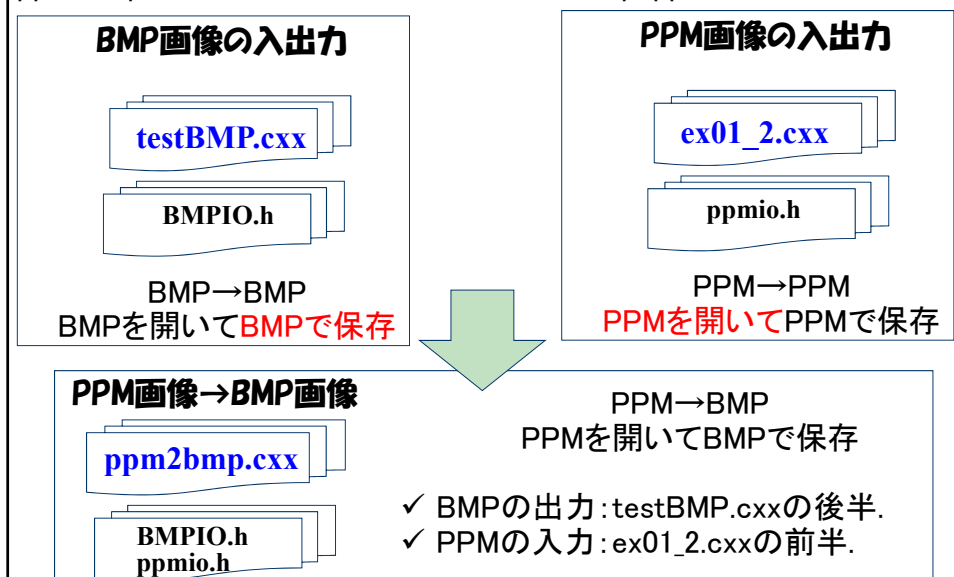 BMP画像の入出力
testBMP.cxx
BMPIO.h
BMP→BMP
BMPを開いてBMPで保存
PPM画像の入出力
ex01_2.cxx
ppmio.h
PPM→PPM
PPMを開いてPPMで保存
PPM画像→BMP画像
ppm2bmp.cxx
BMPIO.h
ppmio.h
PPM→BMP
PPMを開いてBMPで保存
✓ BMPの出力:testBMP.cxxの後半.
✓ PPMの入力:ex01_2.cxxの前半.